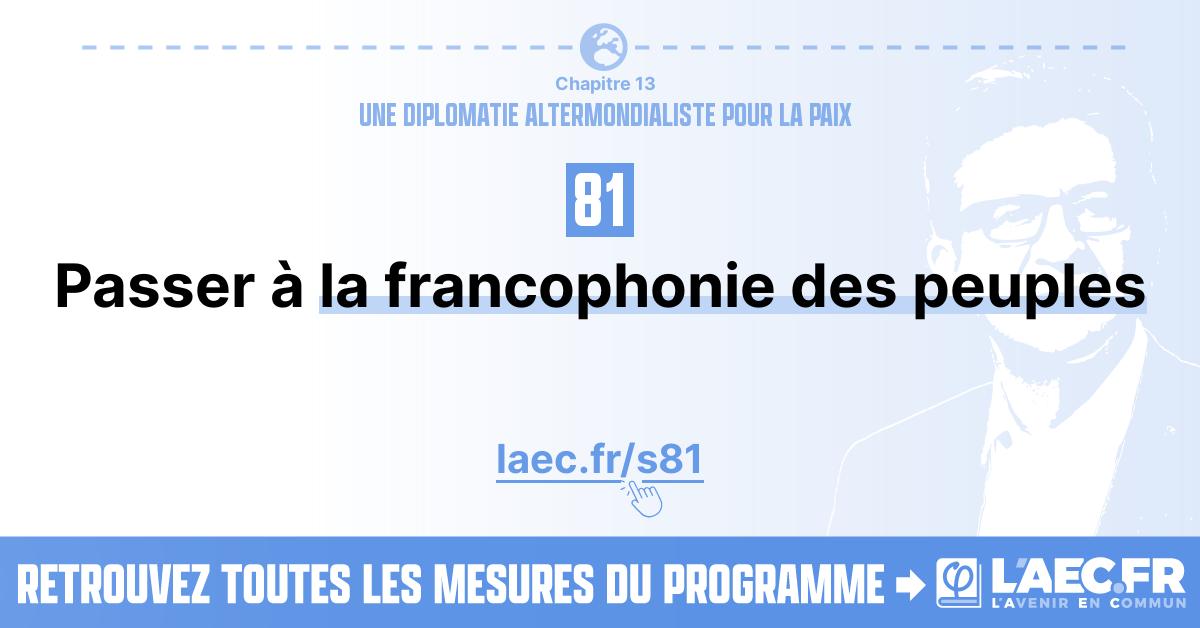 Chapitre 13
UNE DIPLOMATIE ALTERMONDIALISTE POUR LA PAIX
81
Passer à la francophonie des peuples
laec.fr/s81
RETROUVEZ TOUTES LES MESURES DU PROGRAMME
φ
L'AEC.FR
L'AVENIR EN COMMUN